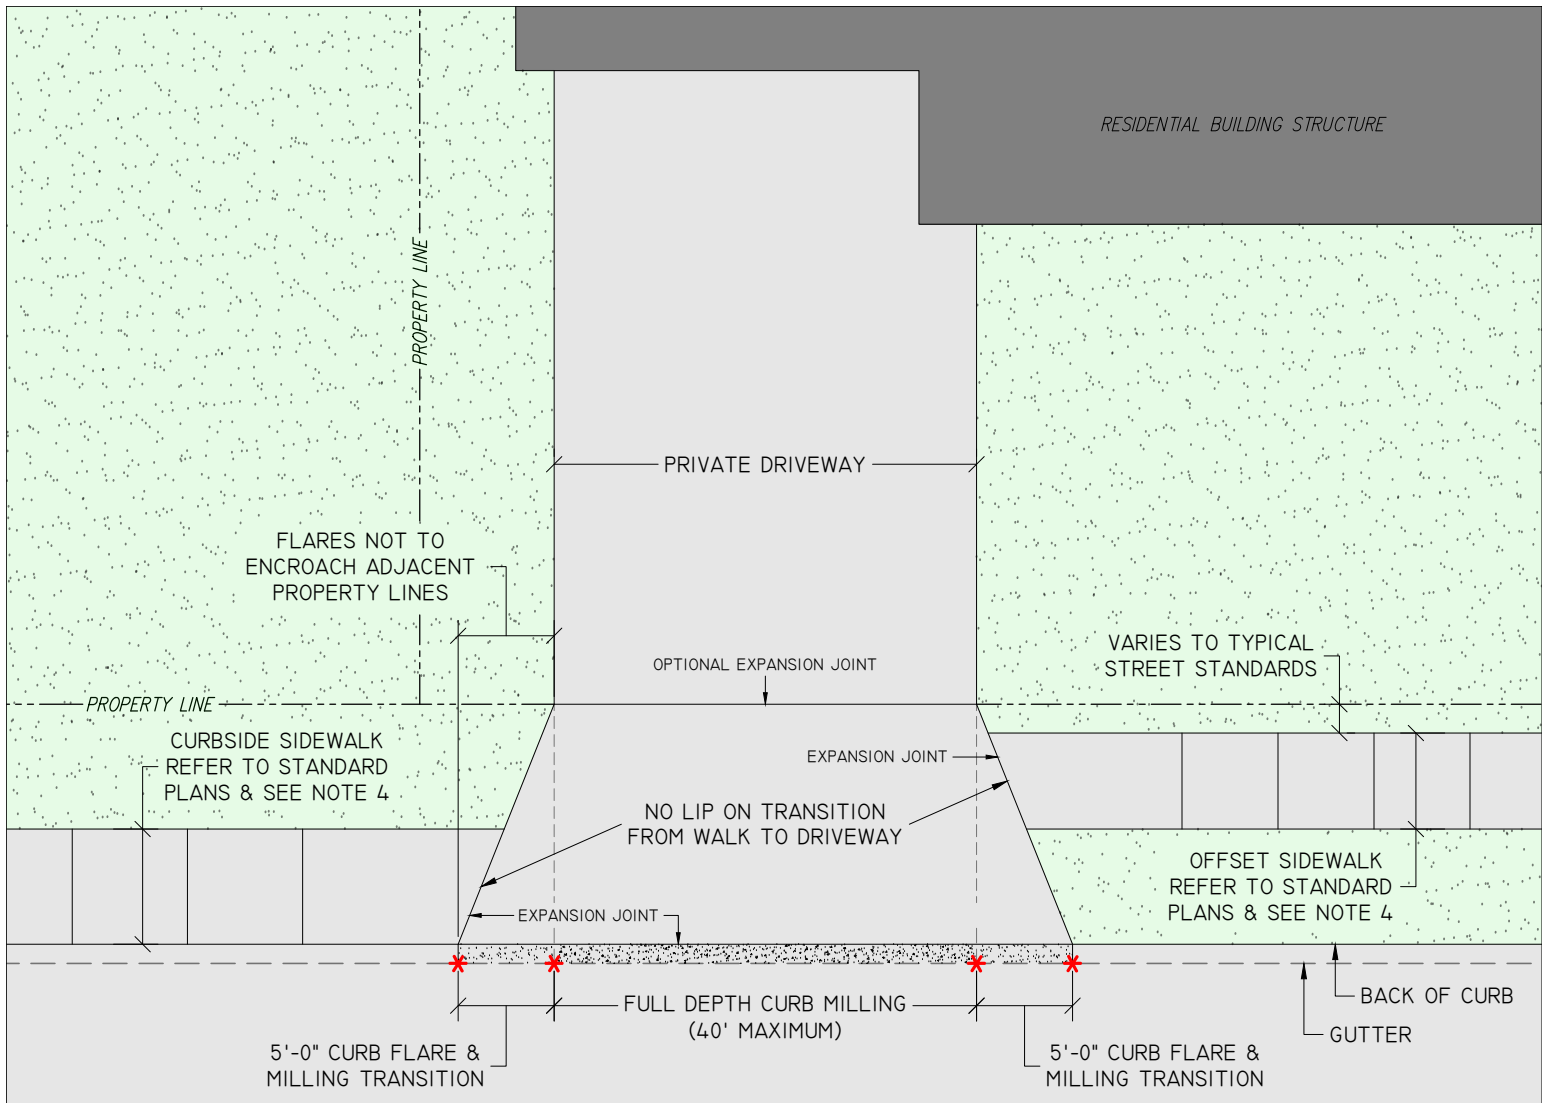 RESIDENTIAL BUILDING STRUCTURE
PROPERTY LINE
PRIVATE DRIVEWAY
FLARES NOT TO
ENCROACH ADJACENT
PROPERTY LINES
VARIES TO TYPICAL
STREET STANDARDS
OPTIONAL EXPANSION JOINT
PROPERTY LINE
CURBSIDE SIDEWALK
REFER TO STANDARD
PLANS & SEE NOTE 4
EXPANSION JOINT
NO LIP ON TRANSITION
FROM WALK TO DRIVEWAY
OFFSET SIDEWALK
REFER TO STANDARD
PLANS & SEE NOTE 4
EXPANSION JOINT
FULL DEPTH CURB MILLING
(40' MAXIMUM)
BACK OF CURB
GUTTER
5'-0" CURB FLARE &
MILLING TRANSITION
5'-0" CURB FLARE &
MILLING TRANSITION